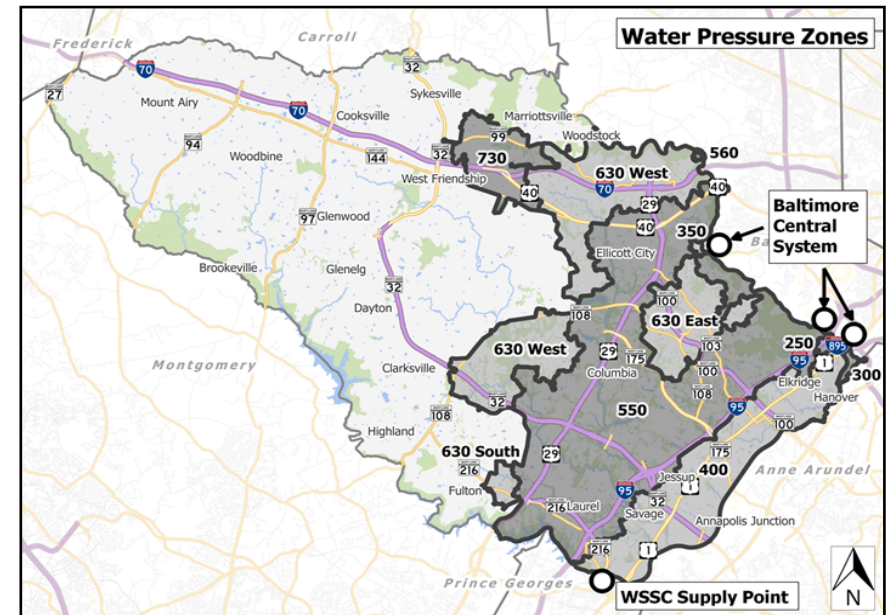 Water Pressure Zones
Frederick
Carroll
27
70
Mount Airy
94
Woodbine
70
Cooksville
144
32
Sykesville
Marriottsville
Woodstock
99
730
32
West Friendship
40
560
630 West
70
29
40
40
350
Ellicott City
Baltimore
Central
System
97
Glenwood
Brookeville
Glenelg
32
Dayton
108
100
630 East
103
175
100
108
630 West
29
Columbia
250
95
895
1
Elkridge
300
Hanover
Montgomery
Clarksville
32
108
Highland
550
95
100
175
400
Anne Arundel
630 South
216
Fulton
29
Jessup
1
95
32
216
Laurel
Savage
Annapolis Junction
216
1
Prince Georges
WSSC Supply Point
N